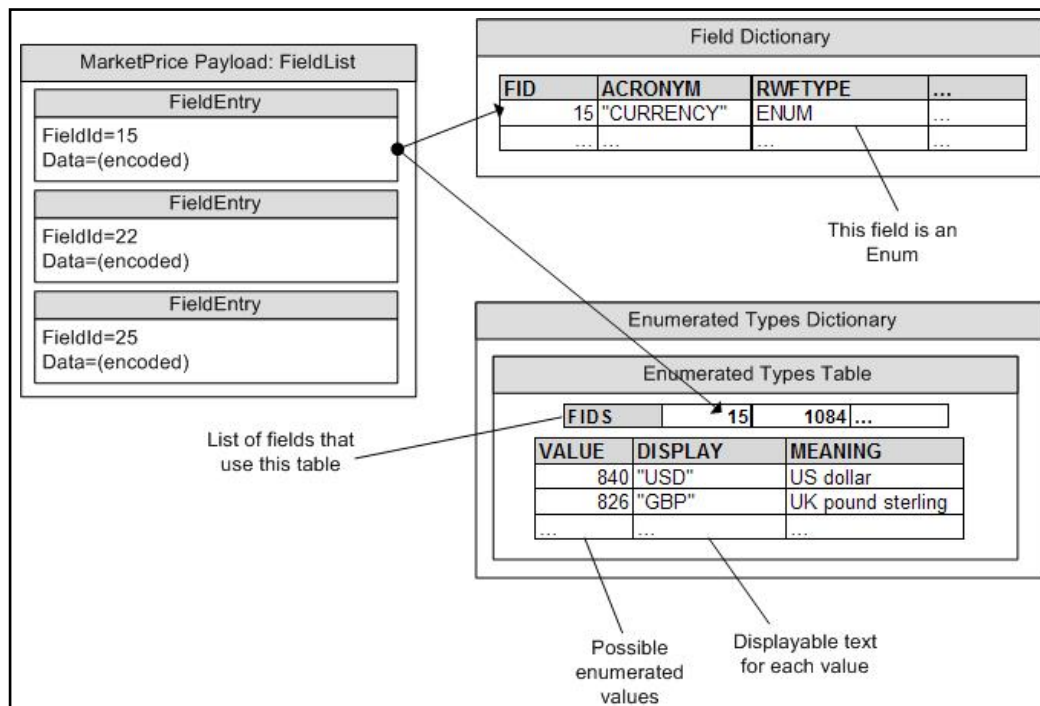 MarketPrice Payload: FieldList
FieldEntry
FieldId=15
Data=(encoded)
FieldEntry
FieldId=22
Data=(encoded)
FieldEntry
FieldId=25
Data=(encoded)
Field Dictionary
FID ACRONYM RWFTYPE ...
15 "CURRENCY" ENUM ...
... ... ... ...
This field is an
Enum
Enumerated Types Dictionary
Enumerated Types Table
FIDS 15 1084 ...
List of fields that
use this table
VALUE DISPLAY MEANING
840 "USD" US dollar
826 "GBP" UK pound sterling
... ... ...
Possible
enumerated
values
Displayable text
for each value